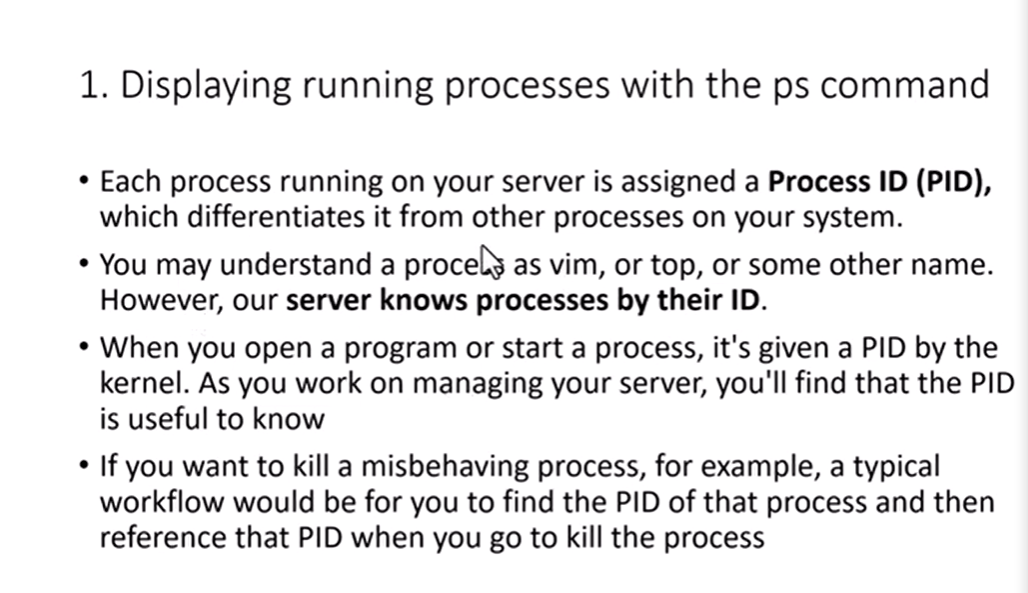 1. Displaying running processes with the ps command
• Each process running on your server is assigned a Process ID (PID),
which differentiates it from other processes on your system.
• You may understand a process as vim, or top, or some other name.
However, our server knows processes by their ID.
• When you open a program or start a process, it's given a PID by the
kernel. As you work on managing your server, you'll find that the PID
is useful to know
• If you want to kill a misbehaving process, for example, a typical
workflow would be for you to find the PID of that process and then
reference that PID when you go to kill the process